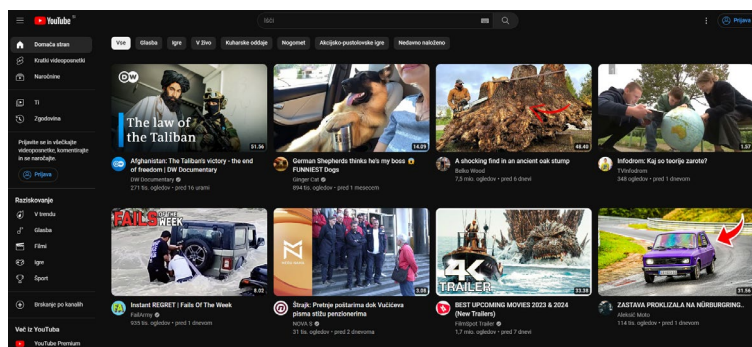 YouTube
Išči
Prijava
Domača stran
Kratki videoposnetki
Naročnine
Ti
Zgodovina
Prijavite se in všečkajte
videoposnetke, komentirajte
in se naročajte.
Prijava
Raziskovanje
V trendu
Glasba
Filmi
Igre
Šport
Brskanje po kanalih
Več iz YouTuba
YouTube Premium
Vse
Glasba
Igre
V živo
Kuharske oddaje
Nogomet
Akcijsko-pustolovske igre
Nedavno naloženo
DW
The law of
the Taliban
51.56
Afghanistan: The Taliban's victory - the end
of freedom | DW Documentary
DW Documentary
271 tis. ogledov • pred 16 urami
14.09
German Shepherds thinks he's my boss 😱
FUNNIEST Dogs
Ginger Cat
894 tis. ogledov • pred 1 mesecem
48.40
A shocking find in an ancient oak stump
Belko Wood
7,5 mio. ogledov • pred 6 dnevi
1.57
Infodrom: Kaj so teorije zarote?
TVInfodrom
348 ogledov • pred 1 dnevom
FAILS OF THE
WEEK
8.02
Instant REGRET | Fails Of The Week
FailArmy
935 tis. ogledov • pred 1 dnevom
N
3.08
Štrajk: Pretnje poštarima dok Vučićeva
pisma stižu penzionerima
NOVA S
31 tis. ogledov • pred 2 dnevoma
4K
TRAILER
33.38
BEST UPCOMING MOVIES 2023 & 2024
(New Trailers)
FilmSpot Trailer
1,7 mio. ogledov • pred 7 dnevi
31.56
ZASTAVA PROKLIZALA NA NÜRBURGRING..
Aleksić Moto
114 tis. ogledov • pred 1 dnevom